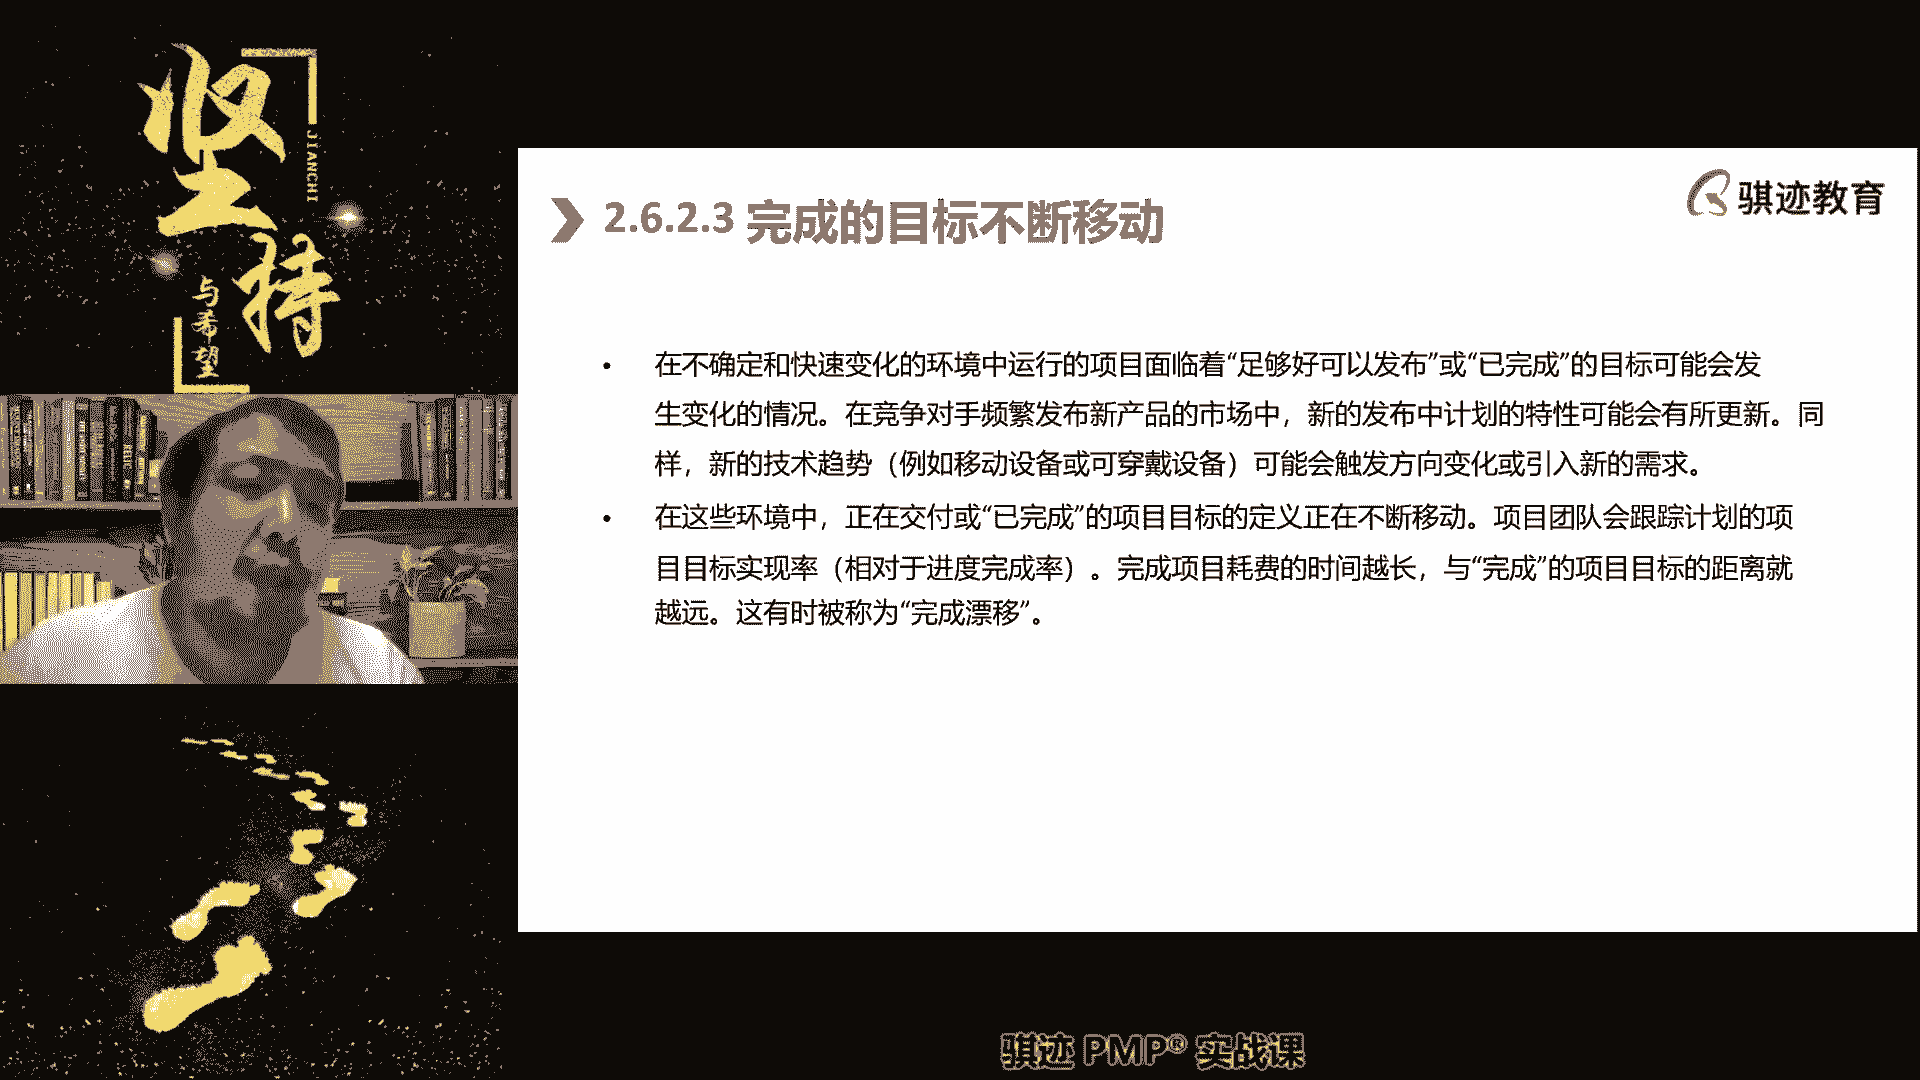 坚持
JIANCHI
与希望
骐迹教育
2.6.2.3 完成的目标不断移动
• 在不确定和快速变化的环境中运行的项目面临着“足够好可以发布”或“已完成”的目标可能会发
生变化的情况。在竞争对手频繁发布新产品的市场中，新的发布中计划的特性可能会有所更新。同
样，新的技术趋势（例如移动设备或可穿戴设备）可能会触发方向变化或引入新的需求。
• 在这些环境中，正在交付或“已完成”的项目目标的定义正在不断移动。项目团队会跟踪计划的项
目目标实现率（相对于进度完成率）。完成项目耗费的时间越长，与“完成”的项目目标的距离就
越远。这有时被称为“完成漂移”。
骐迹 PMP® 实战课